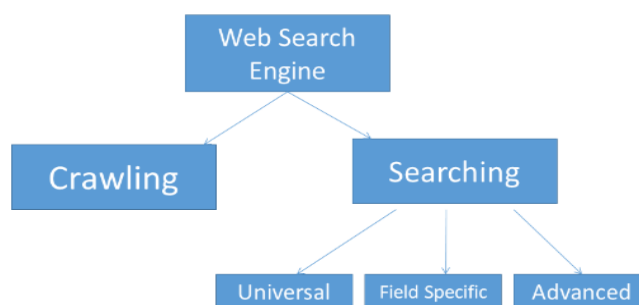 Web Search
Engine
Crawling
Searching
Universal
Field Specific
Advanced